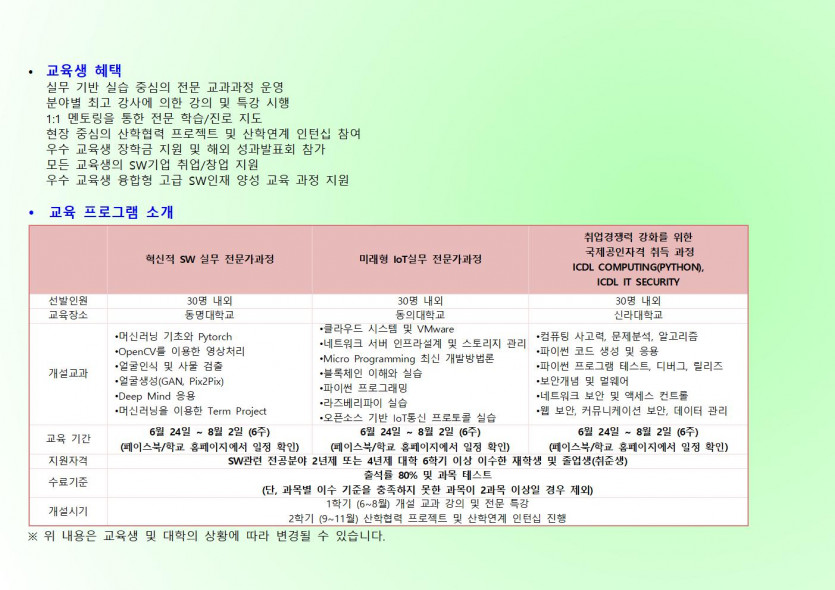 • 교육생 혜택
실무 기반 실습 중심의 전문 교과과정 운영
분야별 최고 강사에 의한 강의 및 특강 시행
1:1 멘토링을 통한 전문 학습/진로 지도
현장 중심의 산학협력 프로젝트 및 산학연계 인턴십 참여
우수 교육생 장학금 지원 및 해외 성과발표회 참가
모든 교육생의 SW기업 취업/창업 지원
우수 교육생 융합형 고급 SW인재 양성 교육 과정 지원
• 교육 프로그램 소개
혁신적 SW 실무 전문가과정
미래형 IoT실무 전문가과정
취업경쟁력 강화를 위한
국제공인자격 취득 과정
ICDL COMPUTING(PYTHON),
ICDL IT SECURITY
선발인원 30명 내외 30명 내외 30명 내외
교육장소 동명대학교 동의대학교 신라대학교
개설교과
•머신러닝 기초와 Pytorch
•OpenCV를 이용한 영상처리
•얼굴인식 및 사물 검출
•얼굴생성(GAN, Pix2Pix)
•Deep Mind 응용
•머신러닝을 이용한 Term Project
•클라우드 시스템 및 VMware
•네트워크 서버 인프라설계 및 스토리지 관리
•Micro Programming 최신 개발방법론
•블록체인 이해와 실습
•파이썬 프로그래밍
•라즈베리파이 실습
•오픈소스 기반 IoT통신 프로토콜 실습
•컴퓨팅 사고력, 문제분석, 알고리즘
•파이썬 코드 생성 및 응용
•파이썬 프로그램 테스트, 디버그, 릴리즈
•보안개념 및 멀웨어
•네트워크 보안 및 액세스 컨트롤
•웹 보안, 커뮤니케이션 보안, 데이터 관리
교육 기간
6월 24일 ~ 8월 2일 (6주)
(페이스북/학교 홈페이지에서 일정 확인)
6월 24일 ~ 8월 2일 (6주)
(페이스북/학교 홈페이지에서 일정 확인)
6월 24일 ~ 8월 2일 (6주)
(페이스북/학교 홈페이지에서 일정 확인)
지원자격 SW관련 전공분야 2년제 또는 4년제 대학 6학기 이상 이수한 재학생 및 졸업생(취준생)
수료기준
출석률 80% 및 과목 테스트
(단, 과목별 이수 기준을 충족하지 못한 과목이 2과목 이상일 경우 제외)
개설시기
1학기 (6~8월) 개설 교과 강의 및 전문 특강
2학기 (9~11월) 산학협력 프로젝트 및 산학연계 인턴십 진행
※ 위 내용은 교육생 및 대학의 상황에 따라 변경될 수 있습니다.